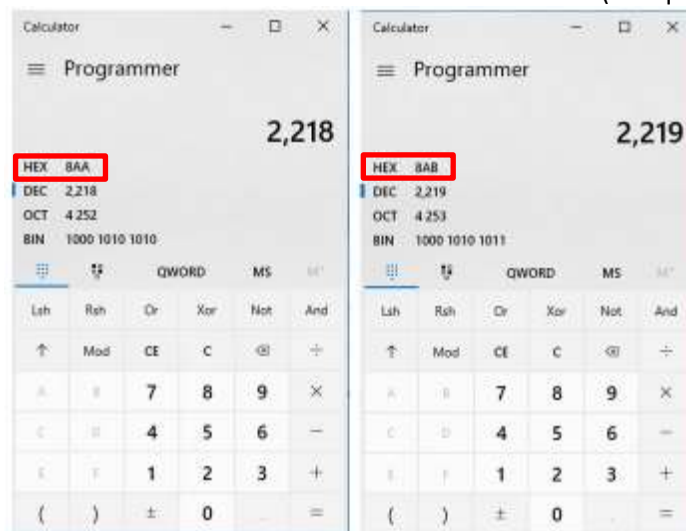 Calculator
Programmer
2,218
HEX 8AA
DEC 2,218
OCT 4 252
BIN 1000 1010 1010
QWORD MS M
Lsh Rsh Or Xor Not And
↑ Mod CE C ⌫ ÷
A B 7 8 9 ×
C D 4 5 6 −
E F 1 2 3 +
( ) ± 0 . =
Calculator
Programmer
2,219
HEX 8AB
DEC 2,219
OCT 4 253
BIN 1000 1010 1011
QWORD MS M
Lsh Rsh Or Xor Not And
↑ Mod CE C ⌫ ÷
A B 7 8 9 ×
C D 4 5 6 −
E F 1 2 3 +
( ) ± 0 . =